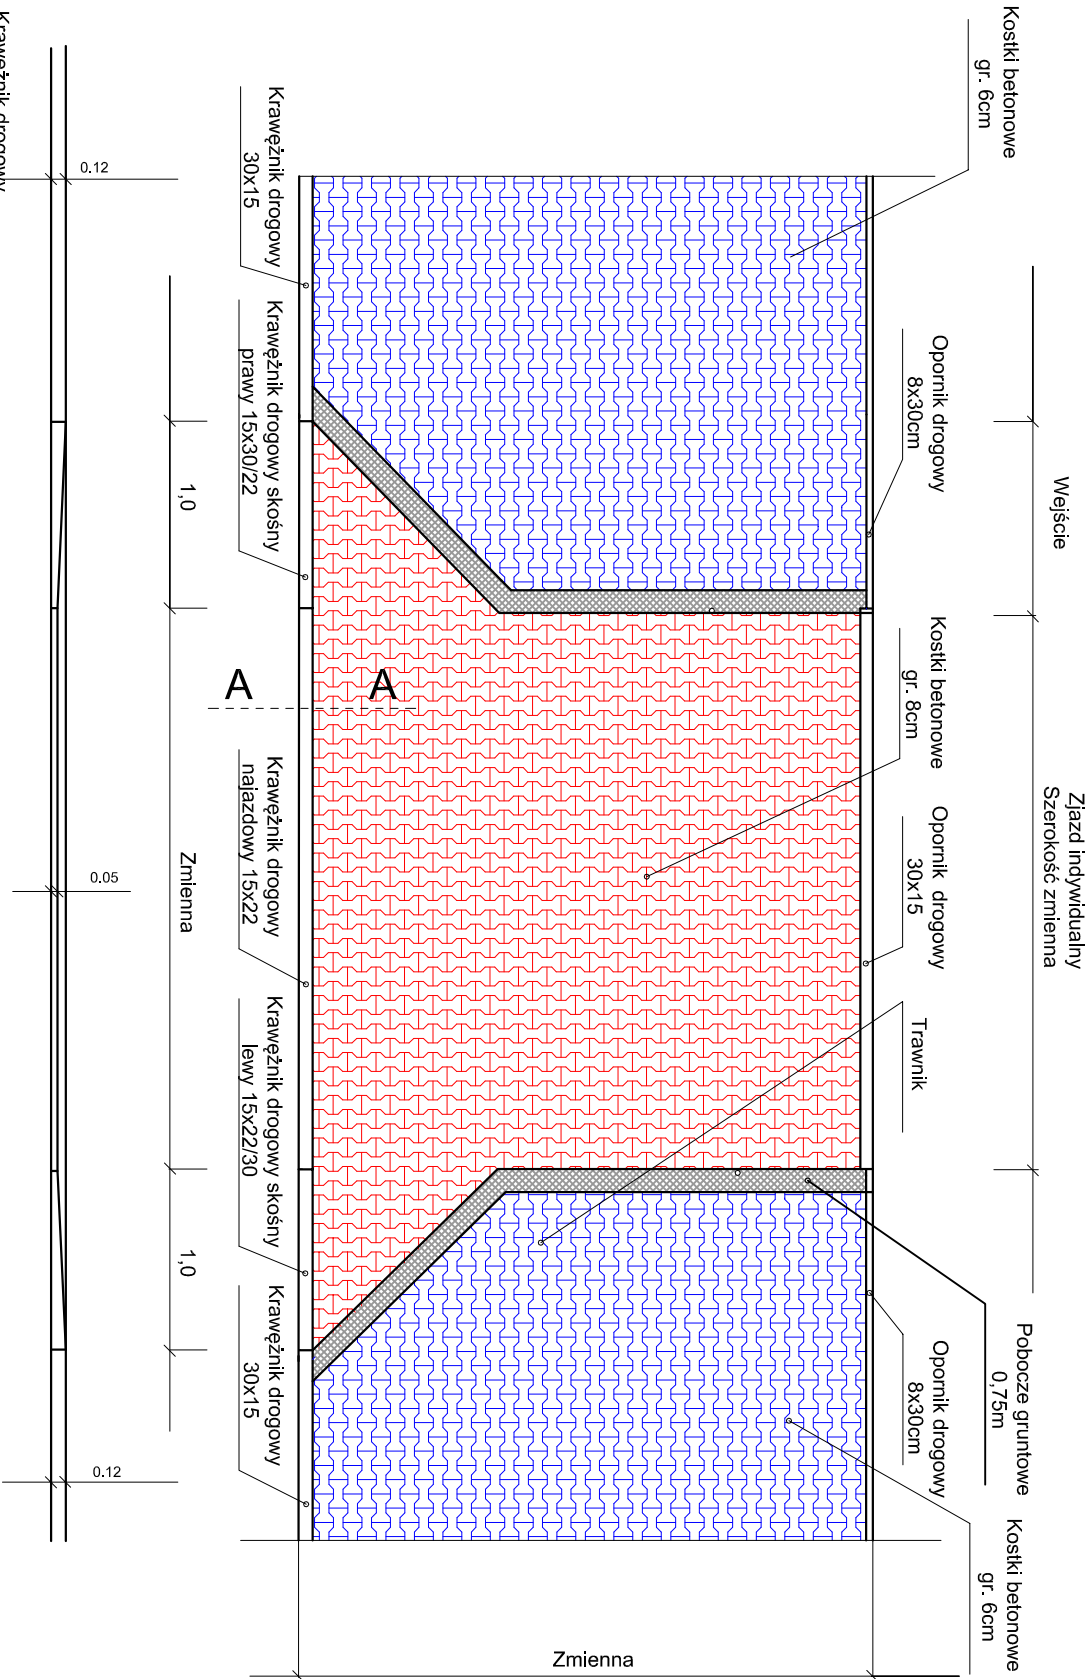 Wejście
Zjazd indywidualny
Szerokość zmienna
Kostki betonowe
gr. 6cm
Opornik drogowy
8x30cm
Kostki betonowe
gr. 8cm
Opornik drogowy
30x15
Trawnik
Pobocze gruntowe
0,75m
Opornik drogowy
8x30cm
Kostki betonowe
gr. 6cm
Zmienna
A
A
Krawężnik drogowy
30x15
Krawężnik drogowy skośny
prawy 15x30/22
Krawężnik drogowy
najazdowy 15x22
Krawężnik drogowy skośny
lewy 15x22/30
Krawężnik drogowy
30x15
1,0
Zmienna
1,0
0.12
0.05
0.12
Krawężnik drogowy